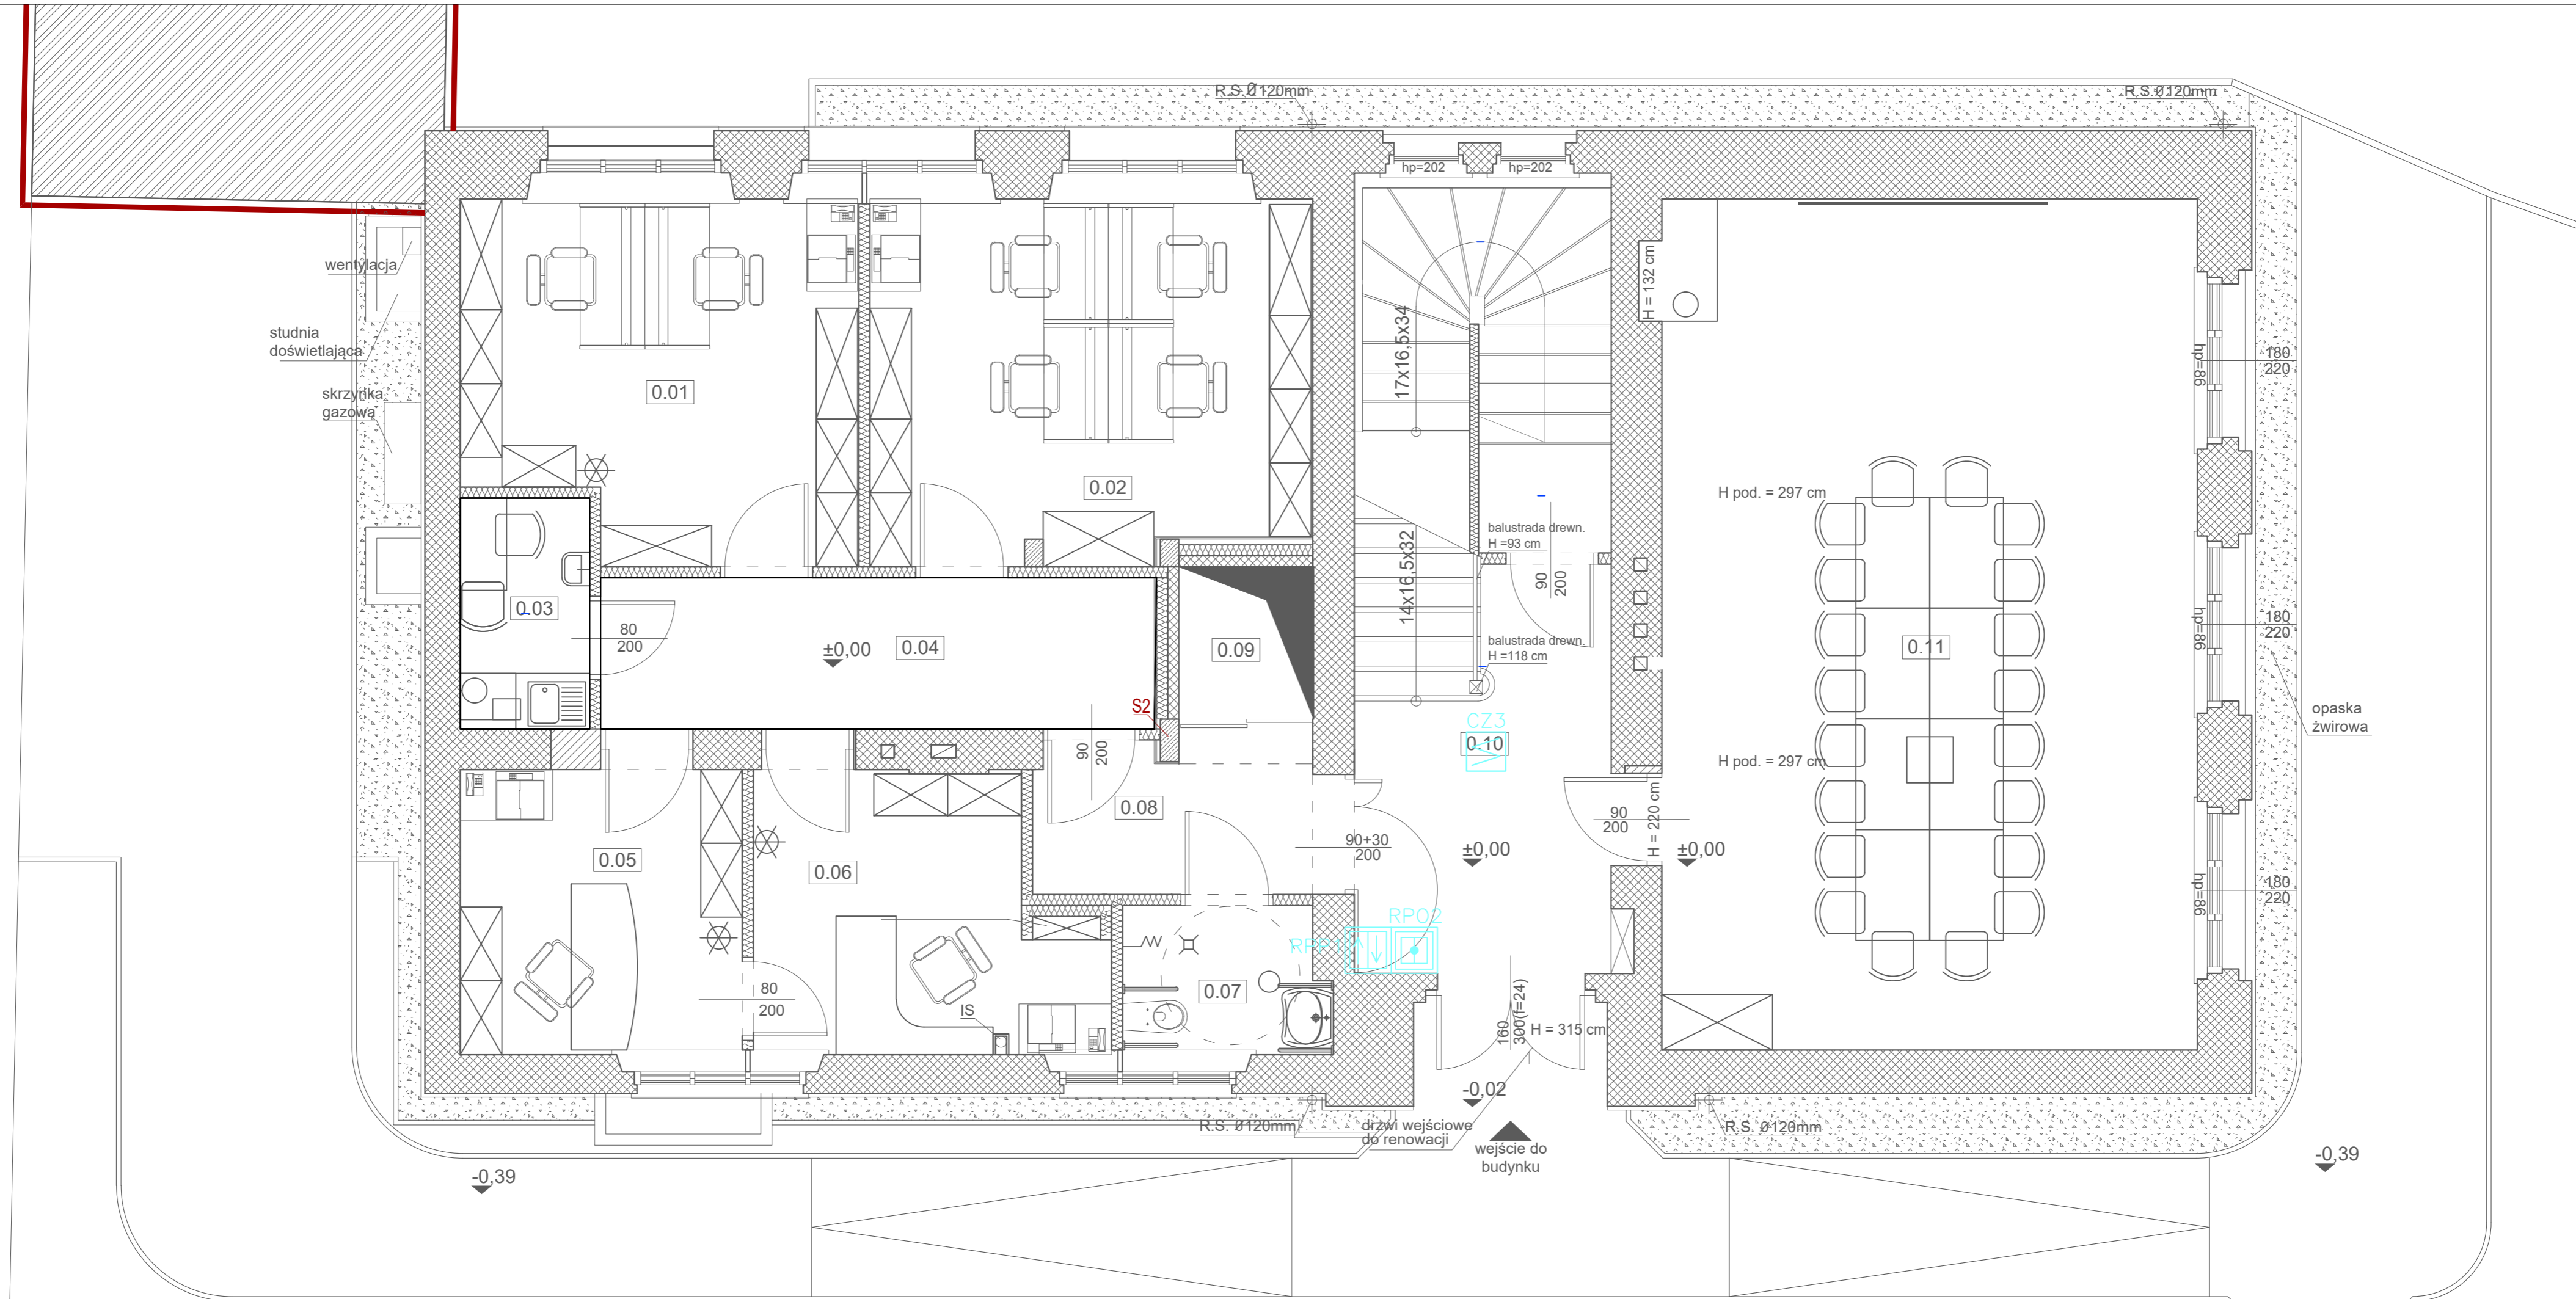 R.S. Ø120mm
R.S. Ø120mm
hp=202
hp=202
wentylacja
studnia
doświetlająca
skrzynka
gazowa
H = 132 cm
17x16,5x34
hp=86
180
220
0.01
0.02
H pod. = 297 cm
balustrada drewn.
H =93 cm
14x16,5x32
90
200
0.03
80
200
±0,00
0.04
0.09
balustrada drewn.
H =118 cm
0.11
hp=86
180
220
S2
CZ3
0.10
opaska
żwirowa
90
200
H pod. = 297 cm
0.08
0.05
0.06
90+30
200
±0,00
90
200
H = 220 cm
±0,00
hp=86
180
220
RPO2
0.07
80
200
IS
160
300(f=24)
H = 315 cm
-0,02
R.S. Ø120mm
drzwi wejściowe
do renowacji
wejście do
budynku
R.S. Ø120mm
-0,39
-0,39